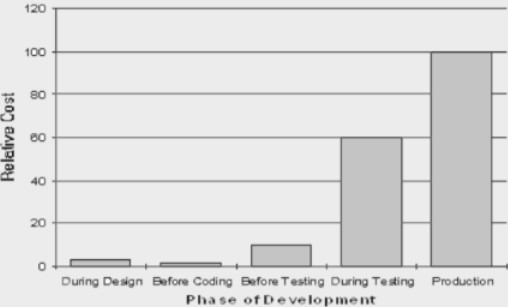 120
100
80
60
40
20
0
Relative Cost
During Design Before Coding Before Testing During Testing Production
Phase of Development